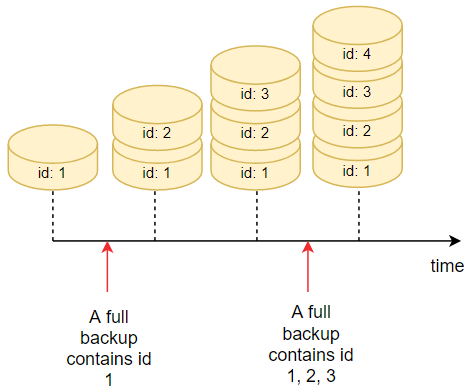 id: 4
id: 3
id: 3
id: 2
id: 2
id: 2
id: 1
id: 1
id: 1
id: 1
time
A full
backup
contains id
1
A full
backup
contains id
1, 2, 3